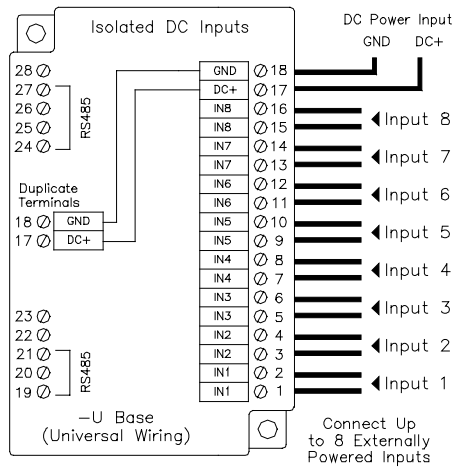 Isolated DC Inputs
DC Power Input
GND DC+
28 GND 18
27 DC+ 17
26 IN8 16
25 IN8 15
24 IN7 14
RS485
IN7 13
IN6 12
IN6 11
Duplicate
Terminals
18 GND IN5 10
17 DC+ IN5 9
IN4 8
IN4 7
IN3 6
23 IN3 5
22 IN2 4
21 IN2 3
20 IN1 2
19 IN1 1
RS485
Input 8
Input 7
Input 6
Input 5
Input 4
Input 3
Input 2
Input 1
-U Base
(Universal Wiring)
Connect Up
to 8 Externally
Powered Inputs